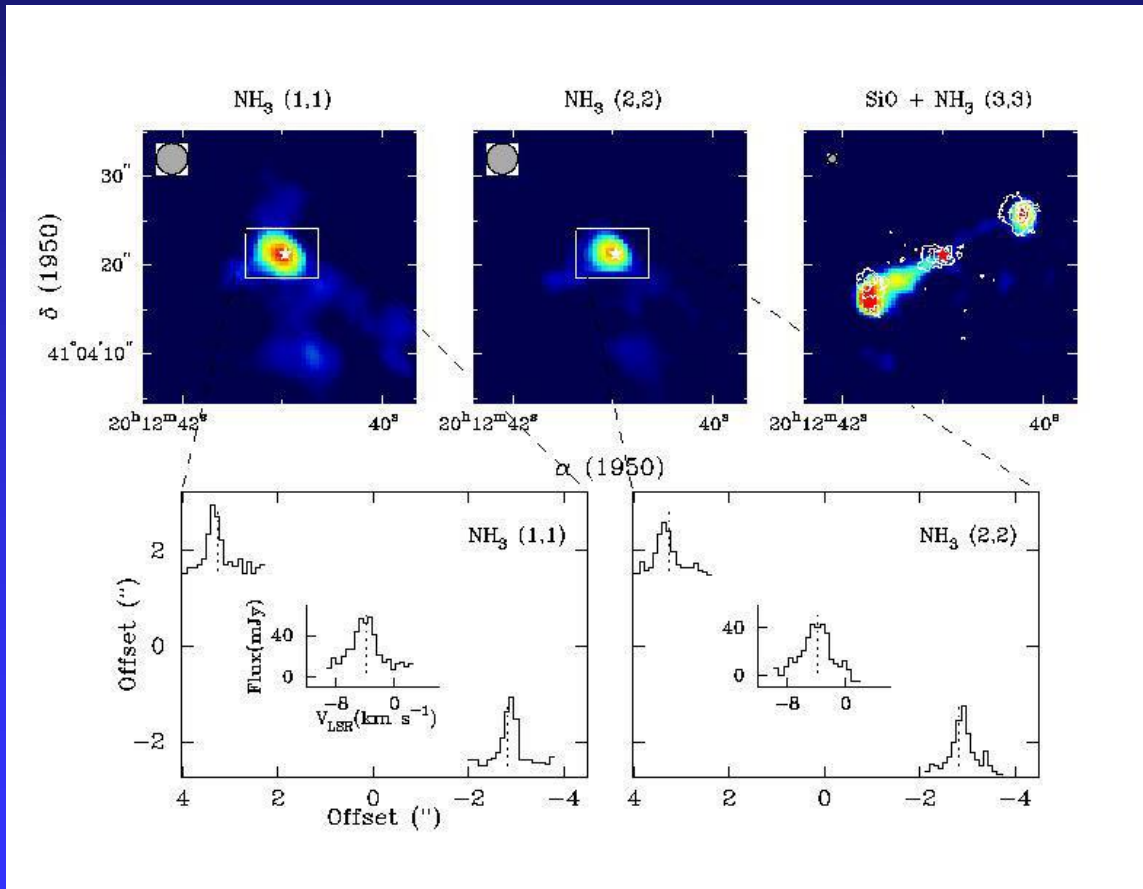 NH₃ (1,1)
NH₃ (2,2)
SiO + NH₃ (3,3)
δ (1950)
30"
20"
41°04'10"
20ʰ12ᵐ42ˢ
40ˢ
20ʰ12ᵐ42ˢ
40ˢ
20ʰ12ᵐ42ˢ
40ˢ
α (1950)
NH₃ (1,1)
Offset (")
2
0
−2
Flux(mJy)
40
0
−8
0
V_LSR(km s⁻¹)
4
2
0
−2
−4
Offset (")
NH₃ (2,2)
40
0
−8
0
4
2
0
−2
−4